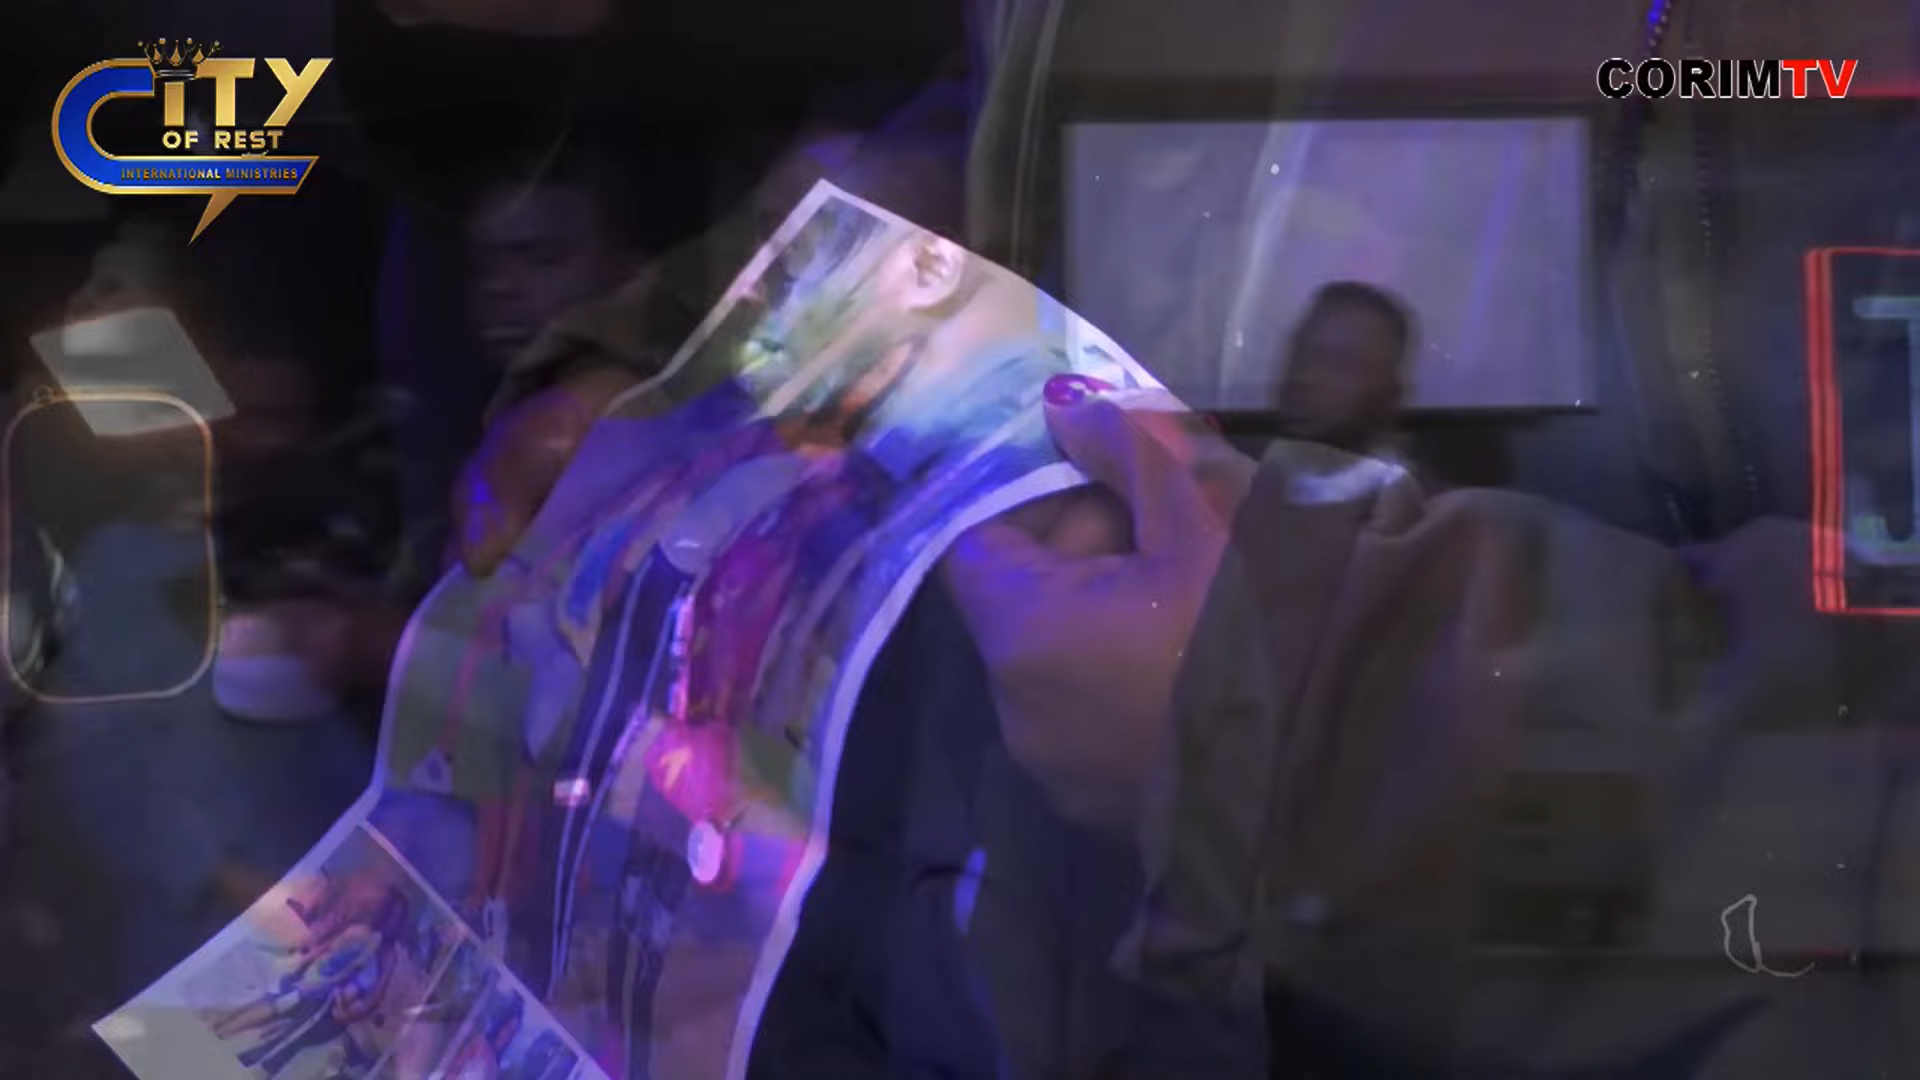 CiTY
OF REST
INTERNATIONAL MINISTRIES
CORIMTV
J